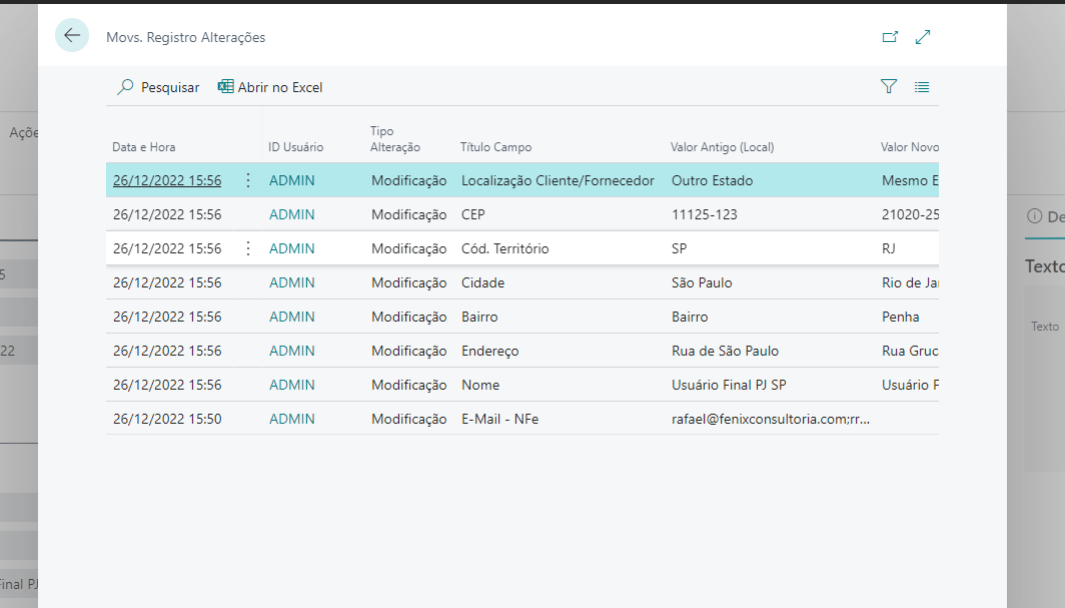 Movs. Registro Alterações
Pesquisar Abrir no Excel
Data e Hora ID Usuário Tipo Alteração Título Campo Valor Antigo (Local) Valor Novo
26/12/2022 15:56 ADMIN Modificação Localização Cliente/Fornecedor Outro Estado Mesmo E
26/12/2022 15:56 ADMIN Modificação CEP 11125-123 21020-25
26/12/2022 15:56 ADMIN Modificação Cód. Território SP RJ
26/12/2022 15:56 ADMIN Modificação Cidade São Paulo Rio de Ja
26/12/2022 15:56 ADMIN Modificação Bairro Bairro Penha
26/12/2022 15:56 ADMIN Modificação Endereço Rua de São Paulo Rua Gruc
26/12/2022 15:56 ADMIN Modificação Nome Usuário Final PJ SP Usuário F
26/12/2022 15:50 ADMIN Modificação E-Mail - NFe rafael@fenixconsultoria.com;rr...
Açõe
5
22
Final PJ
De
Texto
Texto